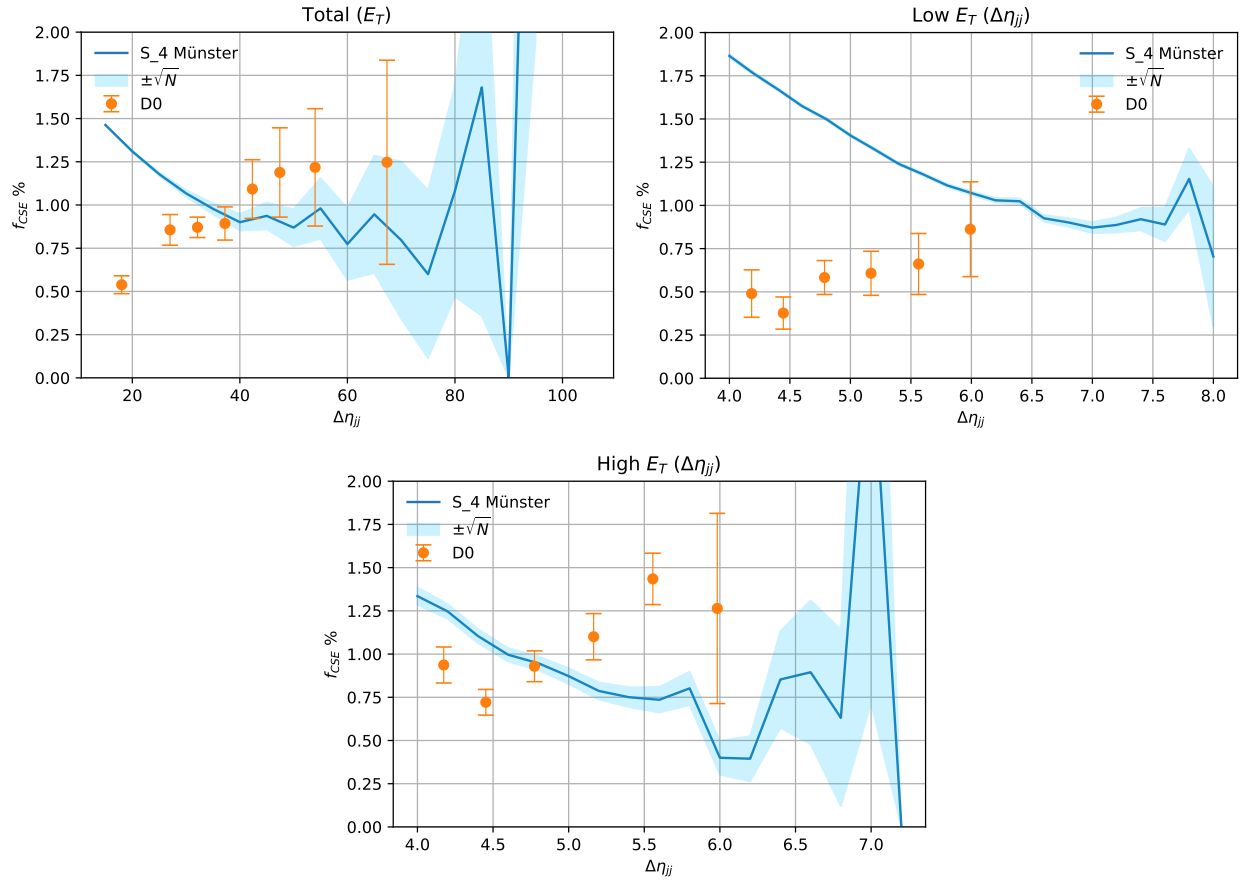 Total (E_T)
2.00
1.75
1.50
1.25
1.00
0.75
0.50
0.25
0.00
f_CSE %
S_4 Münster
±√N
D0
20 40 60 80 100
Δη_jj
Low E_T (Δη_jj)
2.00
1.75
1.50
1.25
1.00
0.75
0.50
0.25
0.00
f_CSE %
S_4 Münster
±√N
D0
4.0 4.5 5.0 5.5 6.0 6.5 7.0 7.5 8.0
Δη_jj
High E_T (Δη_jj)
2.00
1.75
1.50
1.25
1.00
0.75
0.50
0.25
0.00
f_CSE %
S_4 Münster
±√N
D0
4.0 4.5 5.0 5.5 6.0 6.5 7.0
Δη_jj